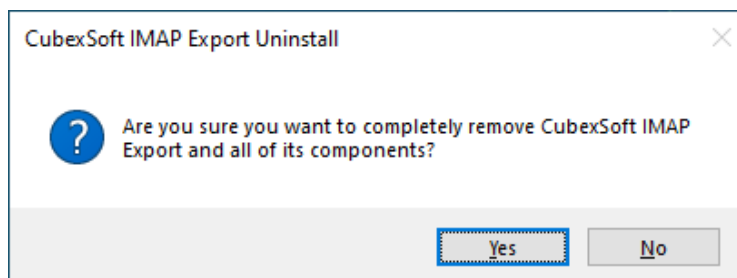 CubexSoft IMAP Export Uninstall
?
Are you sure you want to completely remove CubexSoft IMAP
Export and all of its components?
Yes
No